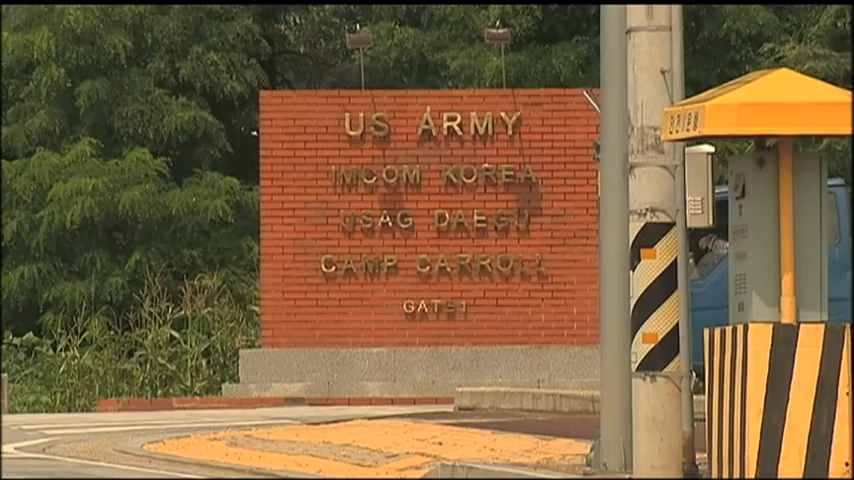 US ARMY
IMCOM KOREA
USAG DAEGU
CAMP CARROLL
GATE 1